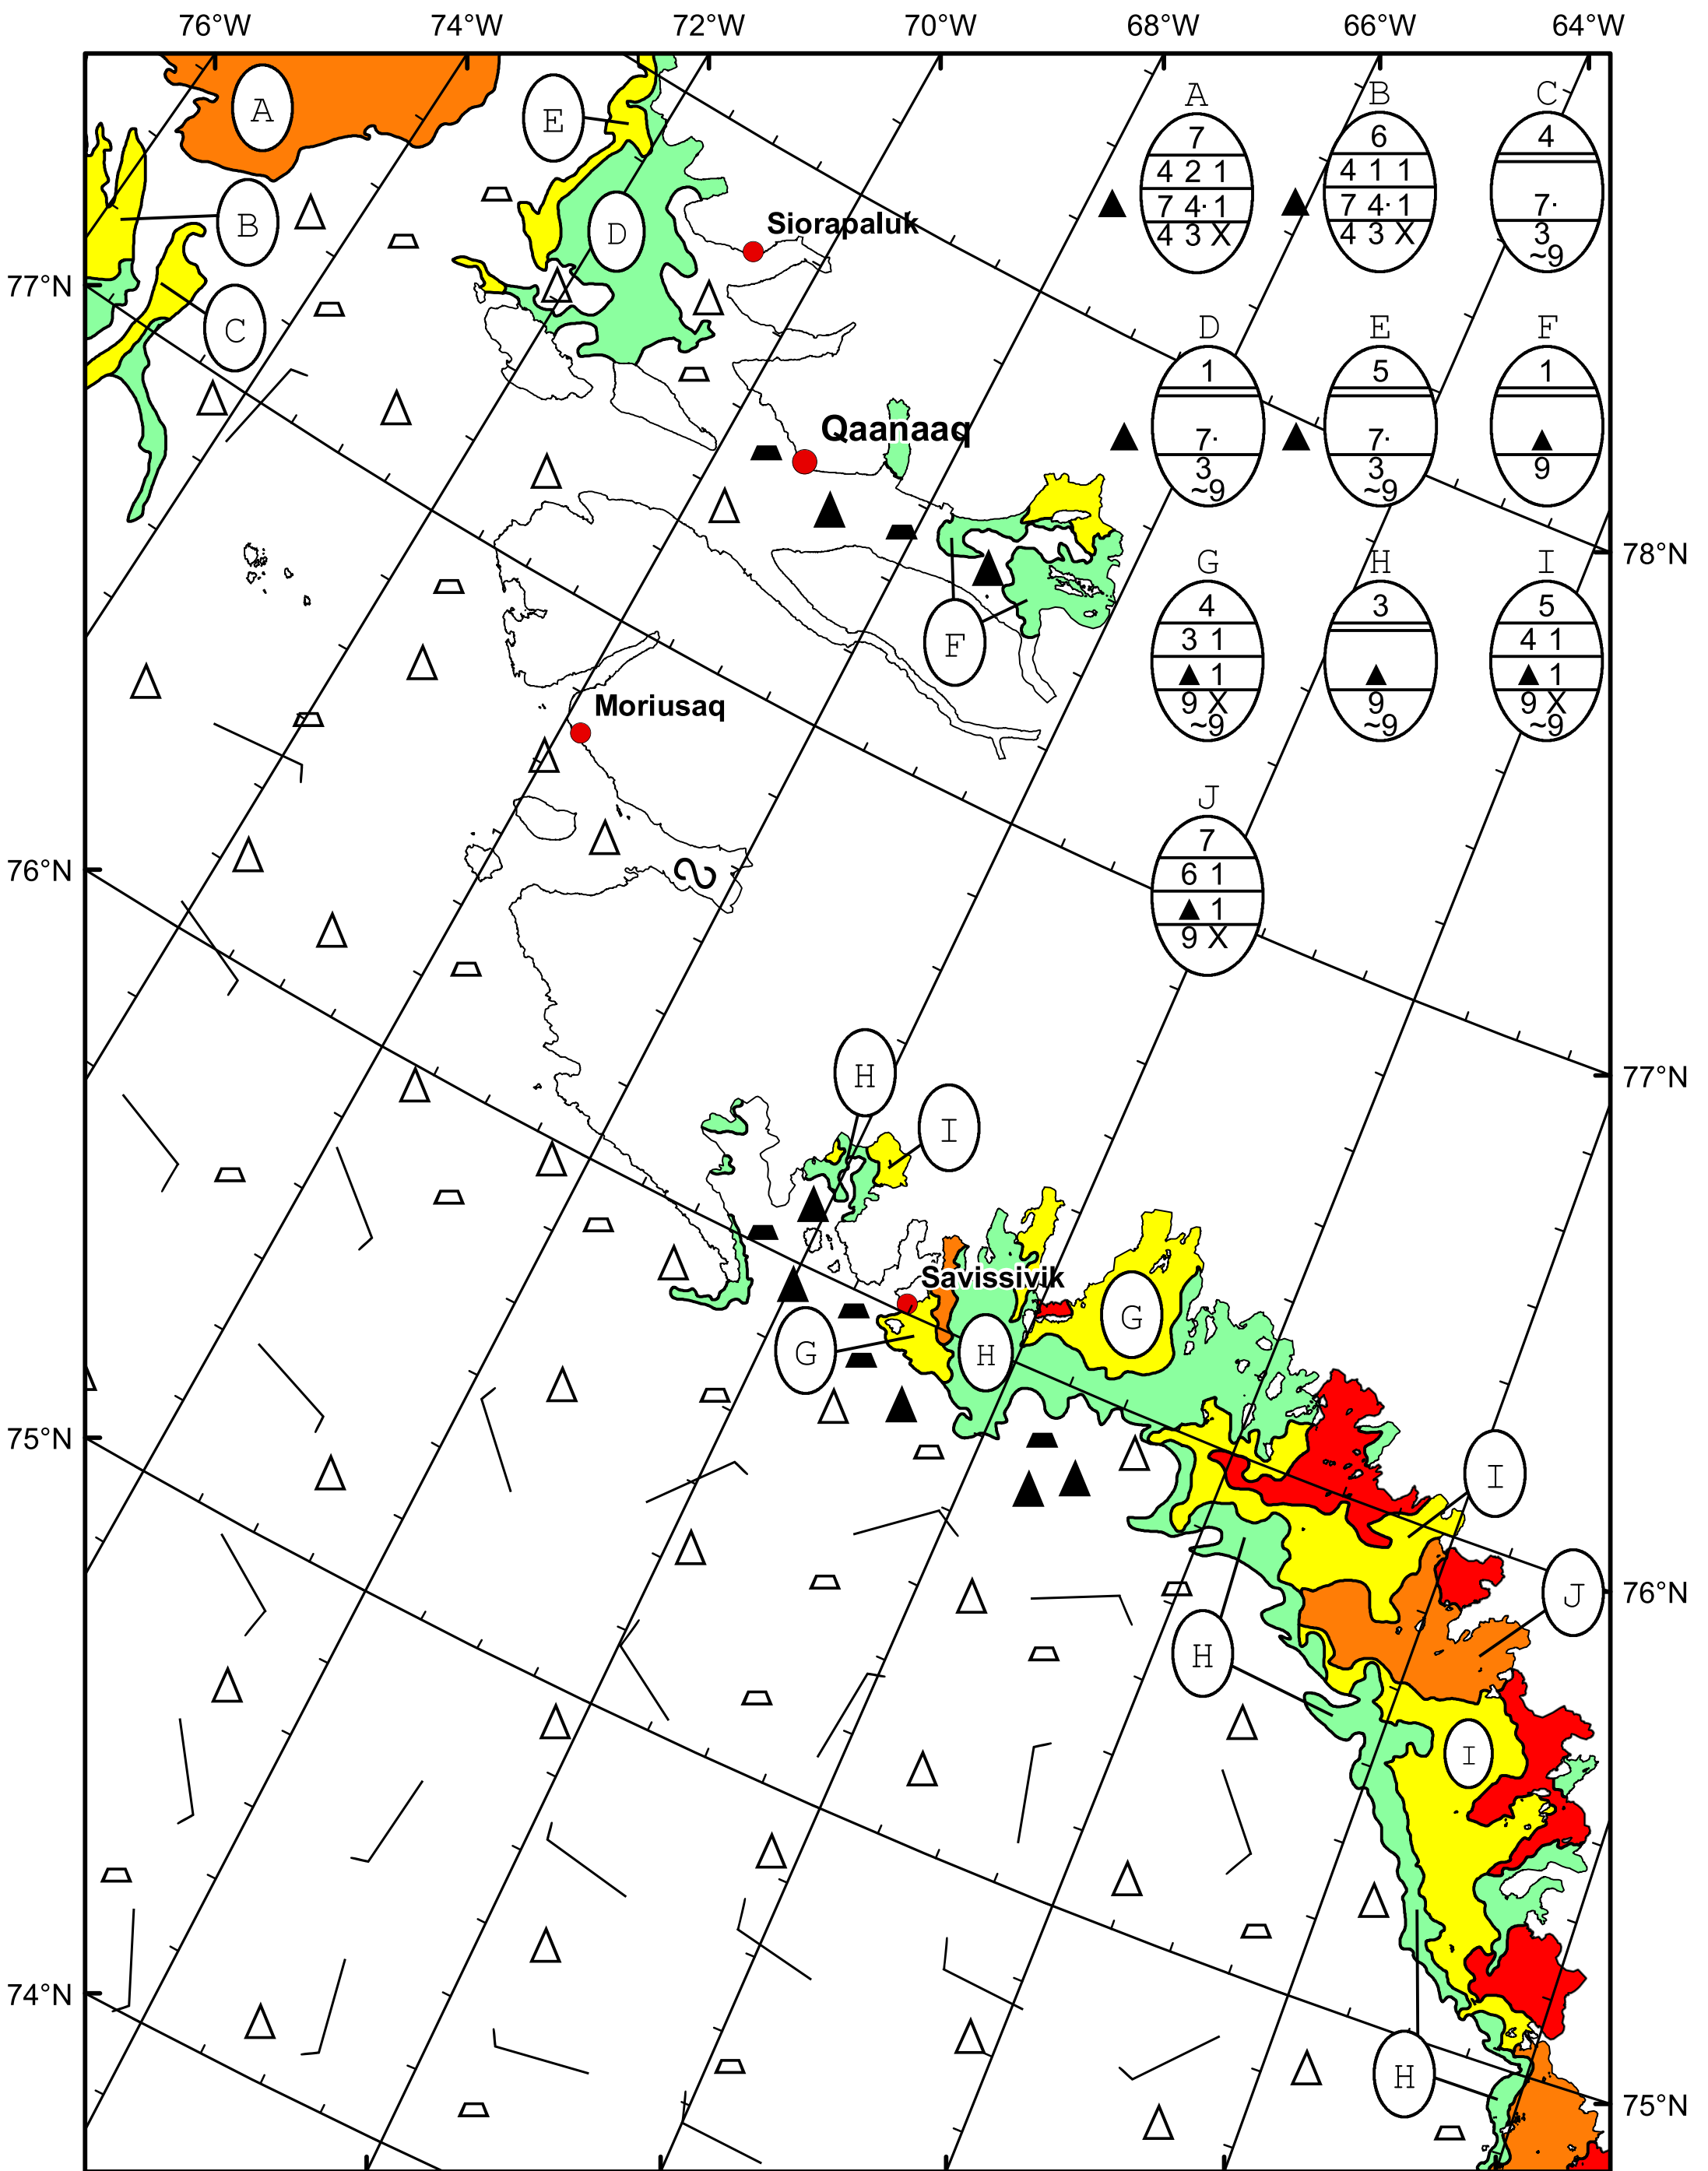 76°W 74°W 72°W 70°W 68°W 66°W 64°W
A B C
A E 7 6 4
4 2 1 4 1 1
7 4· 1 7 4· 1 7·
B D Siorapaluk 4 3 X 4 3 X 3
~9
77°N
C D E F
1 5 1
Qaanaaq 7· 7·
3 3 9
~9 ~9
78°N
G H I
F 4 3 5
3 1 4 1
▲ 1 ▲ ▲ 1
Moriusaq 9 X 9 9 X
~9 ~9 ~9
J
7
76°N 6 1
▲ 1
9 X
H 77°N
I
Savissivik
G
G H
75°N
I
J 76°N
H
I
74°N
H 75°N